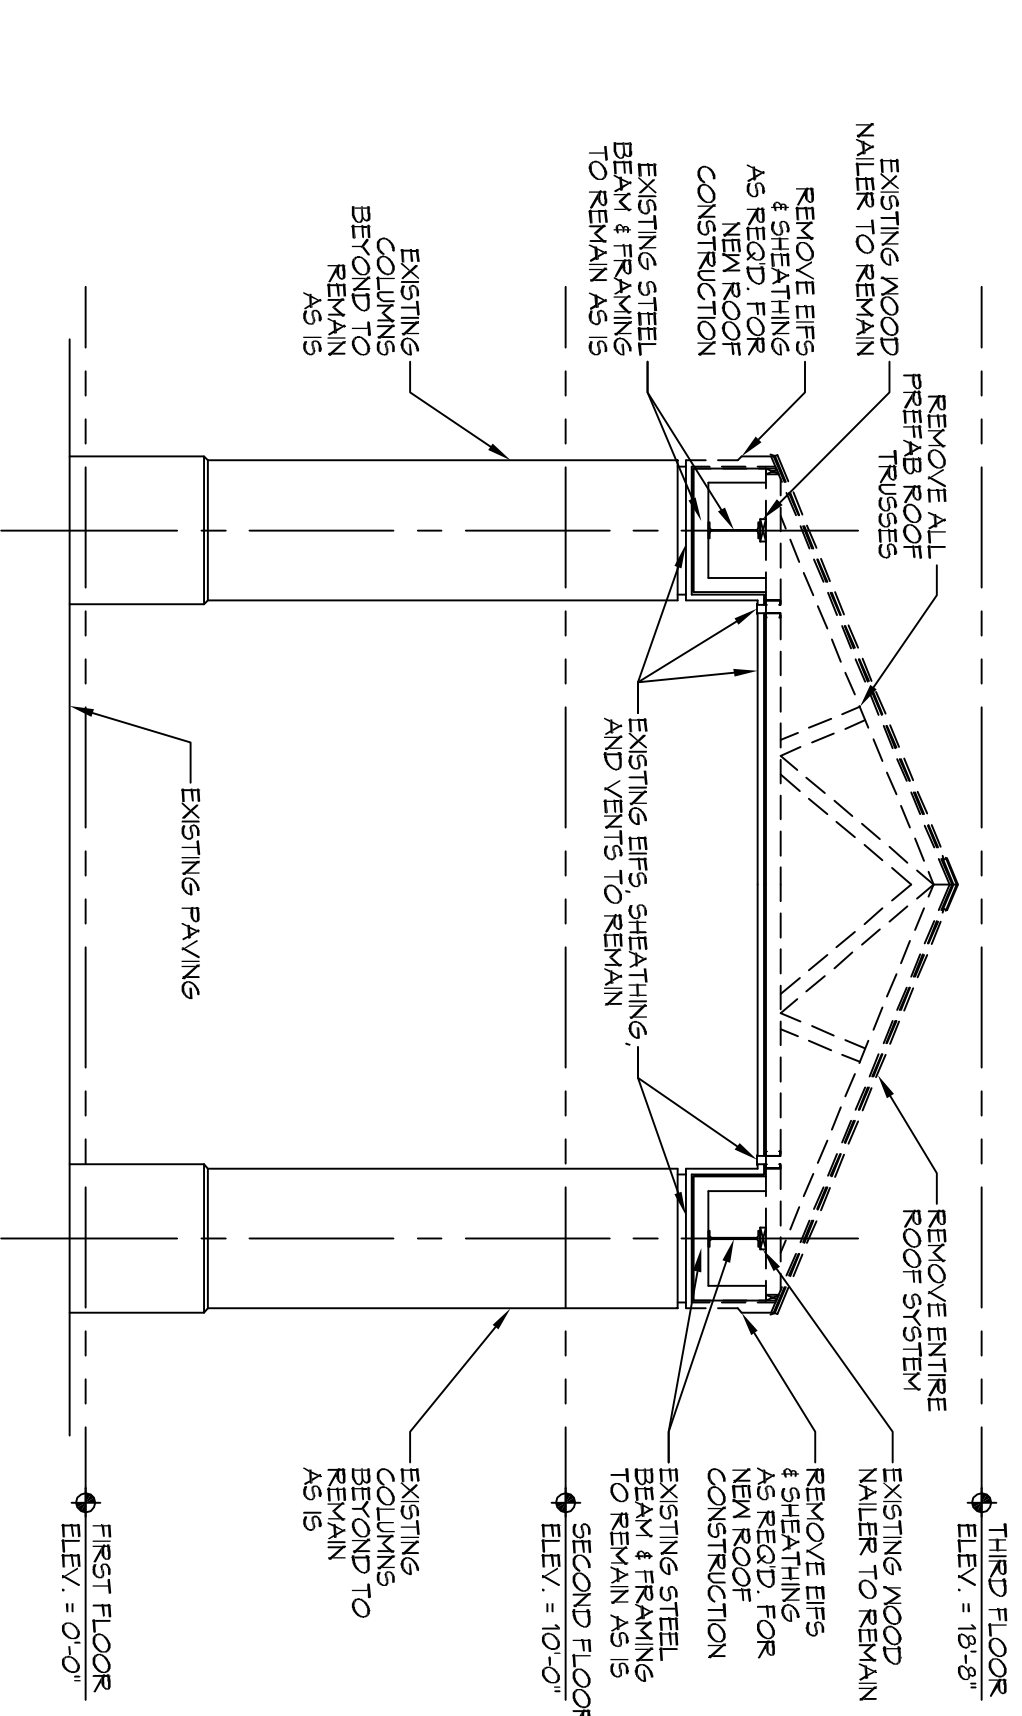 EXISTING WOOD
NAILER TO REMAIN
REMOVE EIFS
& SHEATHING
AS REQ'D. FOR
NEW ROOF
CONSTRUCTION
EXISTING STEEL
BEAM & FRAMING
TO REMAIN AS IS
EXISTING
COLUMNS
BEYOND TO
REMAIN
AS IS
REMOVE ALL
PREFAB ROOF
TRUSSES
EXISTING EIFS, SHEATHING,
AND VENTS TO REMAIN
EXISTING PAVING
REMOVE ENTIRE
ROOF SYSTEM
EXISTING WOOD
NAILER TO REMAIN
REMOVE EIFS
& SHEATHING
AS REQ'D. FOR
NEW ROOF
CONSTRUCTION
EXISTING STEEL
BEAM & FRAMING
TO REMAIN AS IS
EXISTING
COLUMNS
BEYOND TO
REMAIN
AS IS
THIRD FLOOR
ELEV. = 18'-8"
SECOND FLOOR
ELEV. = 10'-0"
FIRST FLOOR
ELEV. = 0'-0"